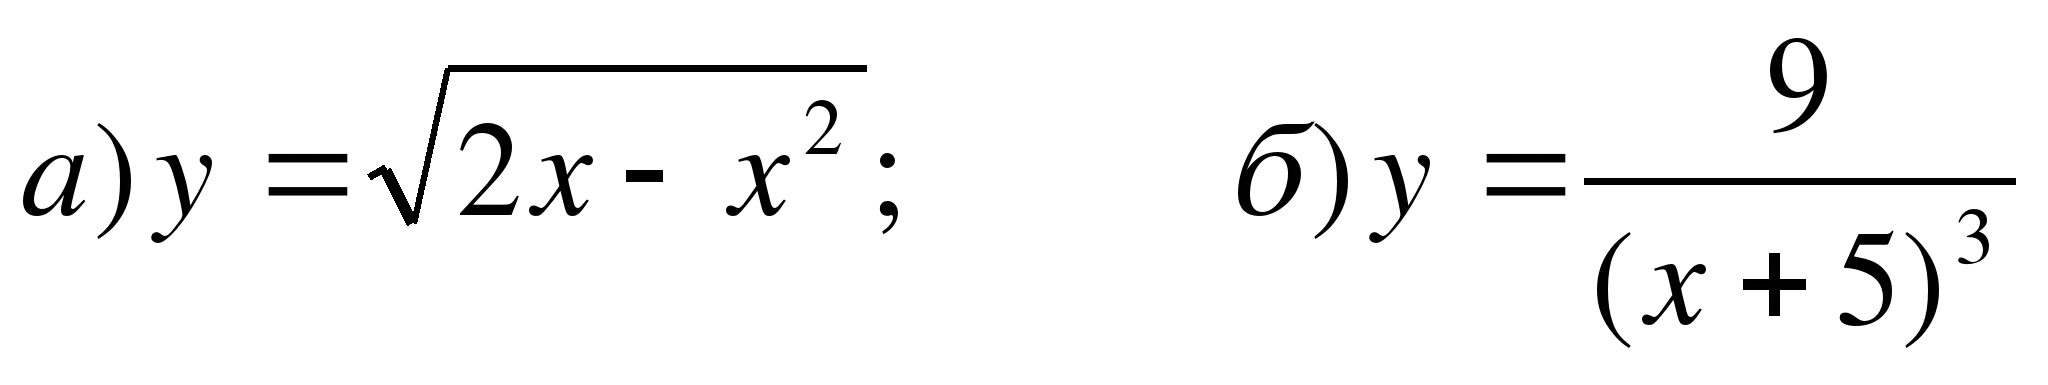 а) y = √(2x - x²);   б) y = 9/(x + 5)³